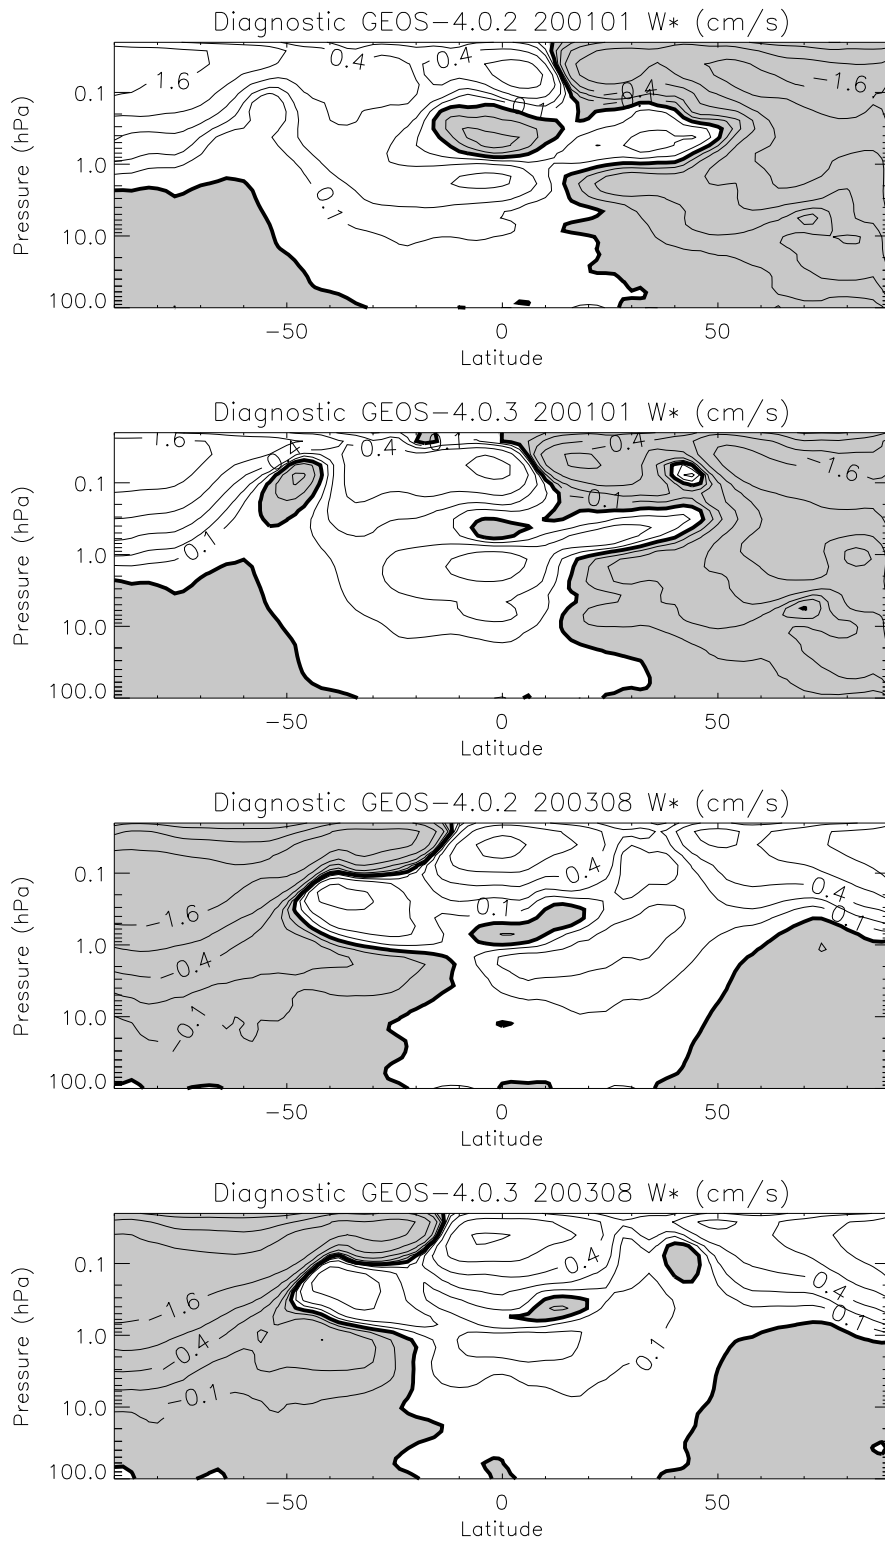 Diagnostic GEOS-4.0.2 200101 W* (cm/s)
1.6
0.4
0.4
0.1
-0.4
-0.1
-1.6
0.1
0.1
1.0
10.0
100.0
Pressure (hPa)
-50 0 50
Latitude
Diagnostic GEOS-4.0.3 200101 W* (cm/s)
1.6
0.4
0.4
0.1
-0.4
-1.6
-0.1
0.1
0.1
1.0
10.0
100.0
Pressure (hPa)
-50 0 50
Latitude
Diagnostic GEOS-4.0.2 200308 W* (cm/s)
0.4
0.4
0.1
0.1
-1.6
-0.4
-0.1
0.1
1.0
10.0
100.0
Pressure (hPa)
-50 0 50
Latitude
Diagnostic GEOS-4.0.3 200308 W* (cm/s)
0.4
0.4
0.1
-1.6
-0.4
0.1
-0.1
0.1
1.0
10.0
100.0
Pressure (hPa)
-50 0 50
Latitude